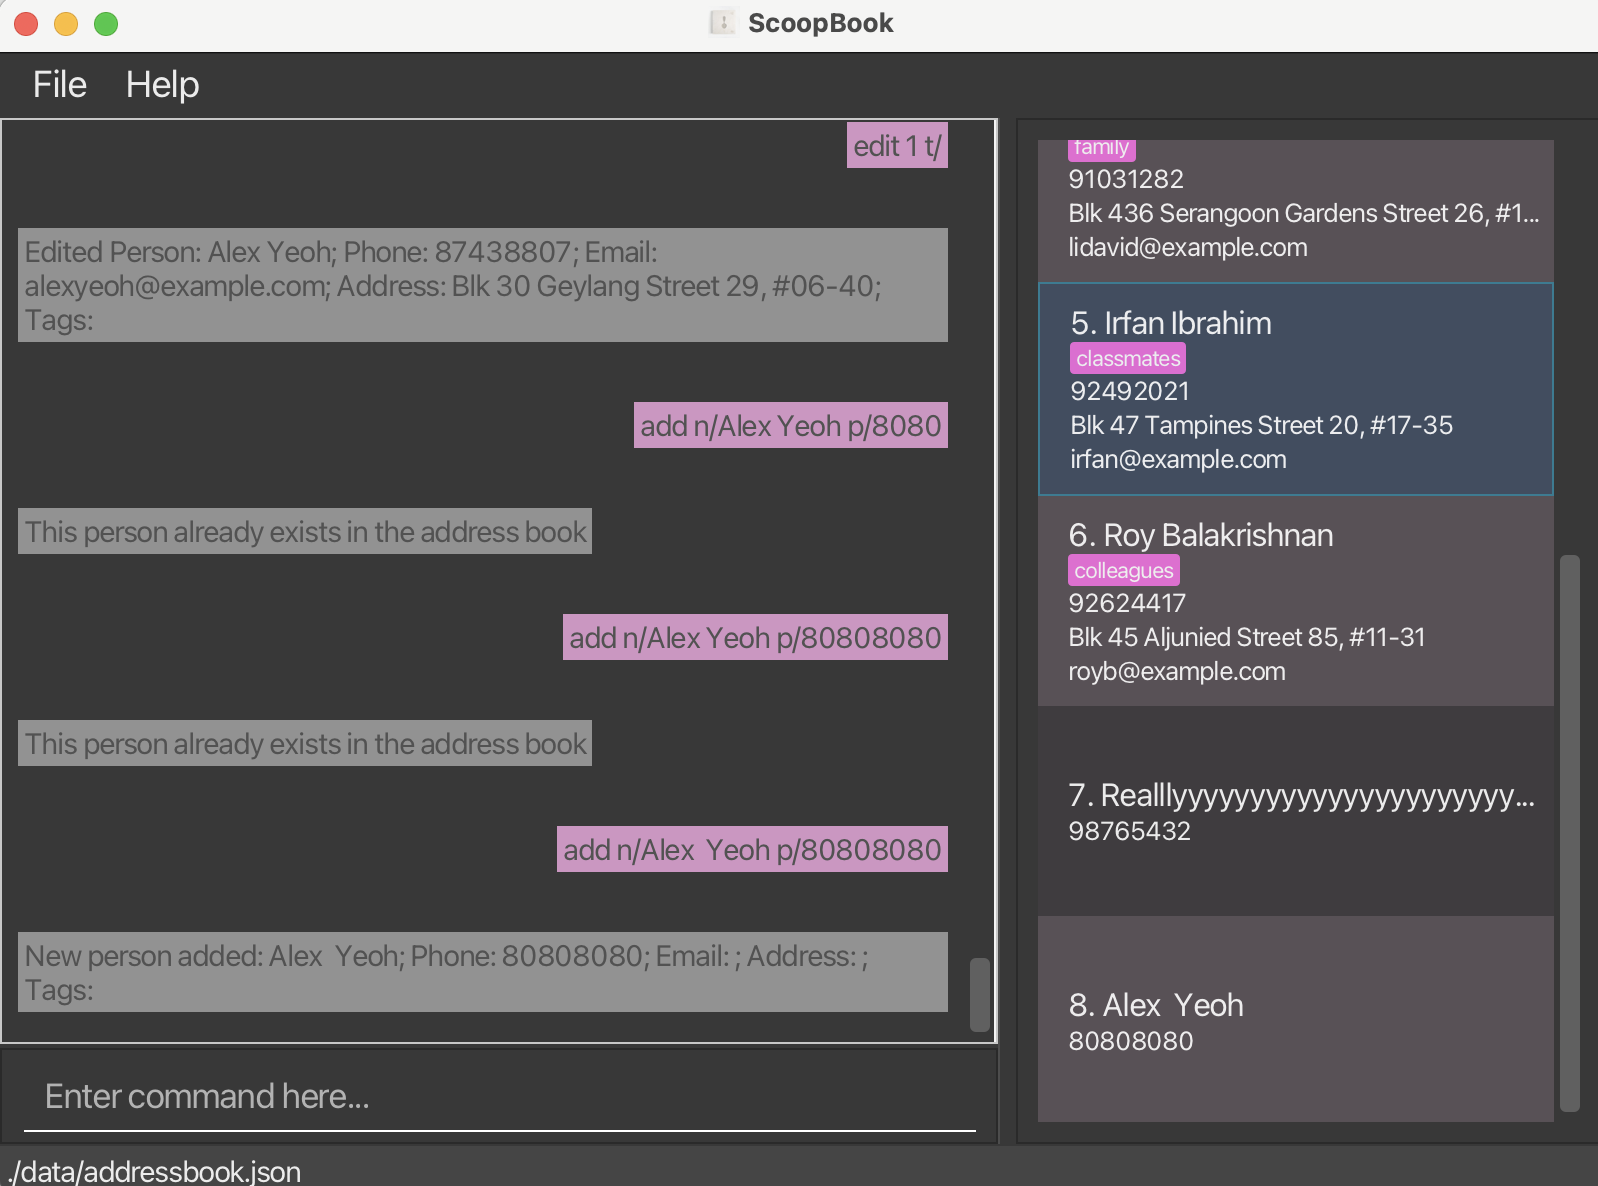 ScoopBook
File Help
edit 1 t/
Edited Person: Alex Yeoh; Phone: 87438807; Email:
alexyeoh@example.com; Address: Blk 30 Geylang Street 29, #06-40;
Tags:
add n/Alex Yeoh p/8080
This person already exists in the address book
add n/Alex Yeoh p/80808080
This person already exists in the address book
add n/Alex  Yeoh p/80808080
New person added: Alex  Yeoh; Phone: 80808080; Email: ; Address: ;
Tags:
Enter command here...
./data/addressbook.json
family
91031282
Blk 436 Serangoon Gardens Street 26, #1...
lidavid@example.com
5. Irfan Ibrahim
classmates
92492021
Blk 47 Tampines Street 20, #17-35
irfan@example.com
6. Roy Balakrishnan
colleagues
92624417
Blk 45 Aljunied Street 85, #11-31
royb@example.com
7. Realllyyyyyyyyyyyyyyyyyyyyyyy...
98765432
8. Alex  Yeoh
80808080